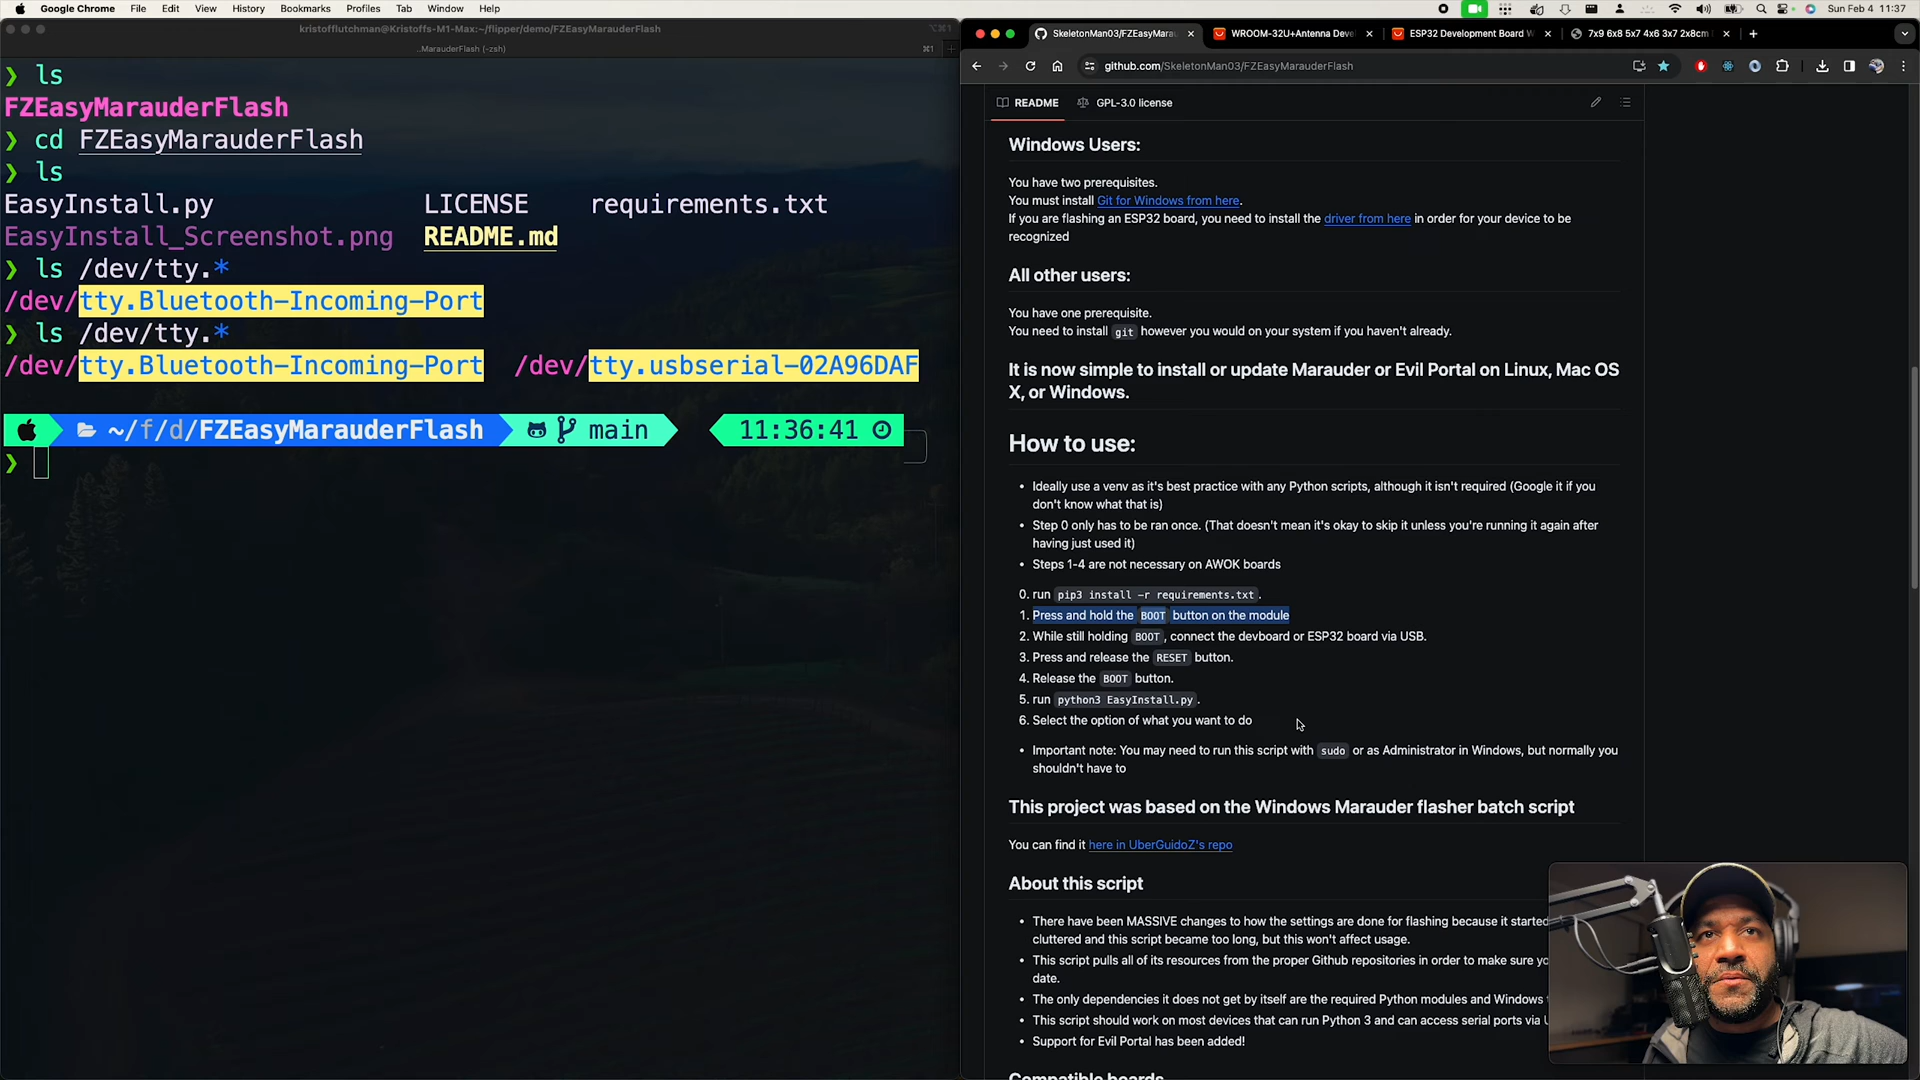 Google Chrome File Edit View History Bookmarks Profiles Tab Window Help
Sun Feb 4 11:37
kristofflutchman@Kristoffs-M1-Max:~/flipper/demo/FZEasyMarauderFlash
..MarauderFlash (-zsh)
❯ ls
FZEasyMarauderFlash
❯ cd FZEasyMarauderFlash
❯ ls
EasyInstall.py LICENSE requirements.txt
EasyInstall_Screenshot.png README.md
❯ ls /dev/tty.*
/dev/tty.Bluetooth-Incoming-Port
❯ ls /dev/tty.*
/dev/tty.Bluetooth-Incoming-Port /dev/tty.usbserial-02A96DAF
~/f/d/FZEasyMarauderFlash main 11:36:41
❯
SkeletonMan03/FZEasyMarau
WROOM-32U+Antenna Deve
ESP32 Development Board W
7x9 6x8 5x7 4x6 3x7 2x8cm
github.com/SkeletonMan03/FZEasyMarauderFlash
README GPL-3.0 license
Windows Users:
You have two prerequisites.
You must install Git for Windows from here.
If you are flashing an ESP32 board, you need to install the driver from here in order for your device to be
recognized
All other users:
You have one prerequisite.
You need to install git however you would on your system if you haven't already.
It is now simple to install or update Marauder or Evil Portal on Linux, Mac OS
X, or Windows.
How to use:
• Ideally use a venv as it's best practice with any Python scripts, although it isn't required (Google it if you
don't know what that is)
• Step 0 only has to be ran once. (That doesn't mean it's okay to skip it unless you're running it again after
having just used it)
• Steps 1-4 are not necessary on AWOK boards
0. run pip3 install -r requirements.txt.
1. Press and hold the BOOT button on the module
2. While still holding BOOT, connect the devboard or ESP32 board via USB.
3. Press and release the RESET button.
4. Release the BOOT button.
5. run python3 EasyInstall.py.
6. Select the option of what you want to do
• Important note: You may need to run this script with sudo or as Administrator in Windows, but normally you
shouldn't have to
This project was based on the Windows Marauder flasher batch script
You can find it here in UberGuidoZ's repo
About this script
• There have been MASSIVE changes to how the settings are done for flashing because it started
cluttered and this script became too long, but this won't affect usage.
• This script pulls all of its resources from the proper Github repositories in order to make sure yo
date.
• The only dependencies it does not get by itself are the required Python modules and Windows
• This script should work on most devices that can run Python 3 and can access serial ports via U
• Support for Evil Portal has been added!
Compatible boards